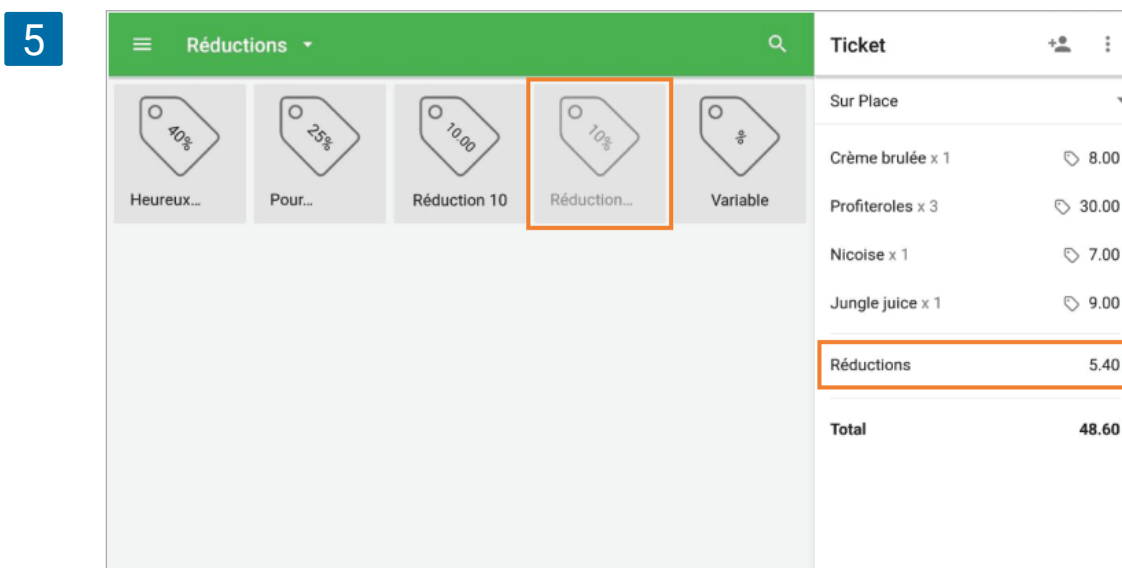 5
Réductions
Ticket
Sur Place
40%
25%
10.00
10%
%
Heureux...
Pour...
Réduction 10
Réduction...
Variable
Crème brulée x 1 8.00
Profiteroles x 3 30.00
Nicoise x 1 7.00
Jungle juice x 1 9.00
Réductions 5.40
Total 48.60